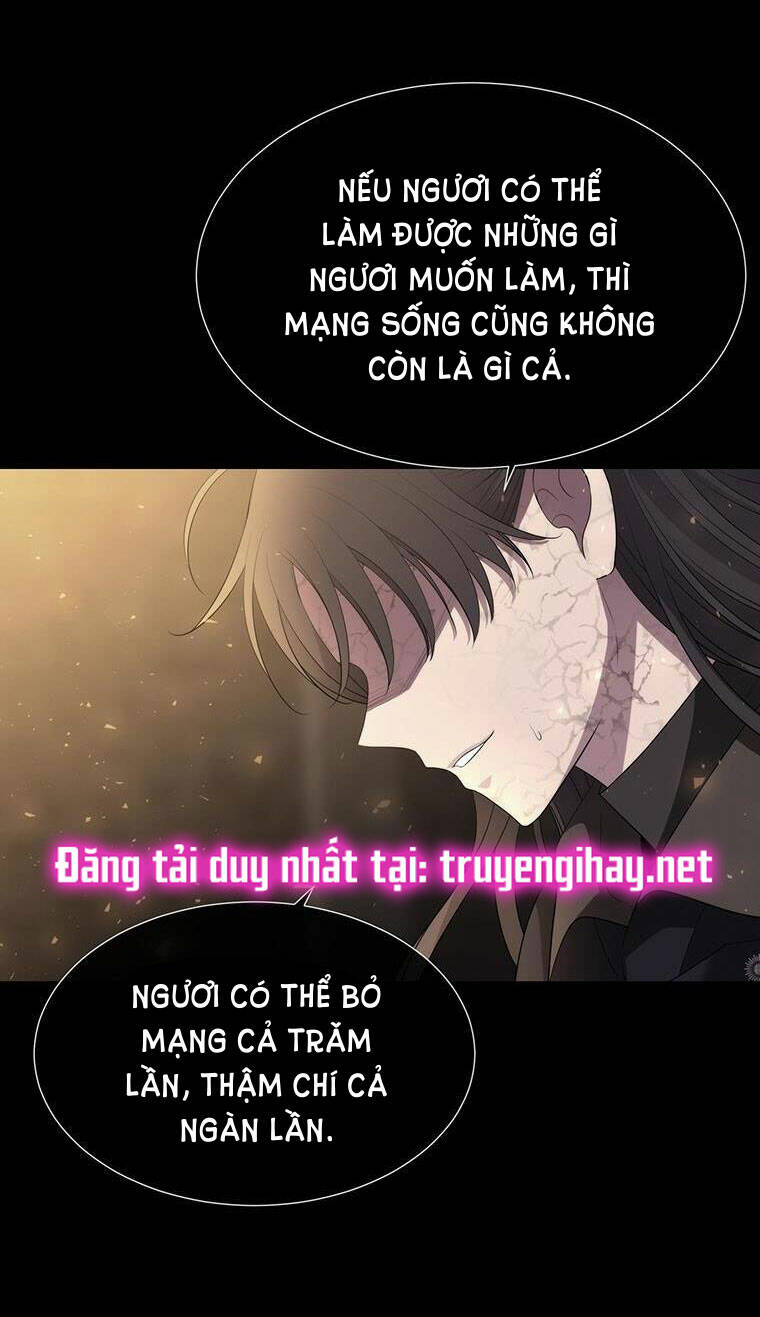 NẾU NGƯƠI CÓ THỂ
LÀM ĐƯỢC NHỮNG GÌ
NGƯƠI MUỐN LÀM, THÌ
MẠNG SỐNG CŨNG KHÔNG
CÒN LÀ GÌ CẢ.
Đăng tải duy nhất tại: truyengihay.net
NGƯƠI CÓ THỂ BỎ
MẠNG CẢ TRĂM
LẦN, THẬM CHÍ CẢ
NGÀN LẦN.